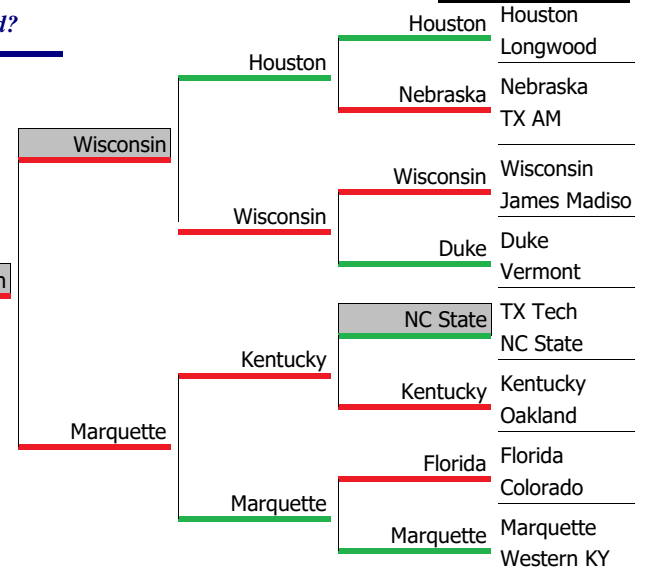 d?
Houston
Longwood
Nebraska
TX AM
Wisconsin
James Madiso
Duke
Vermont
TX Tech
NC State
Kentucky
Oakland
Florida
Colorado
Marquette
Western KY
Houston
Nebraska
Wisconsin
Duke
NC State
Kentucky
Florida
Marquette
Houston
Wisconsin
Kentucky
Marquette
Wisconsin
Marquette
n